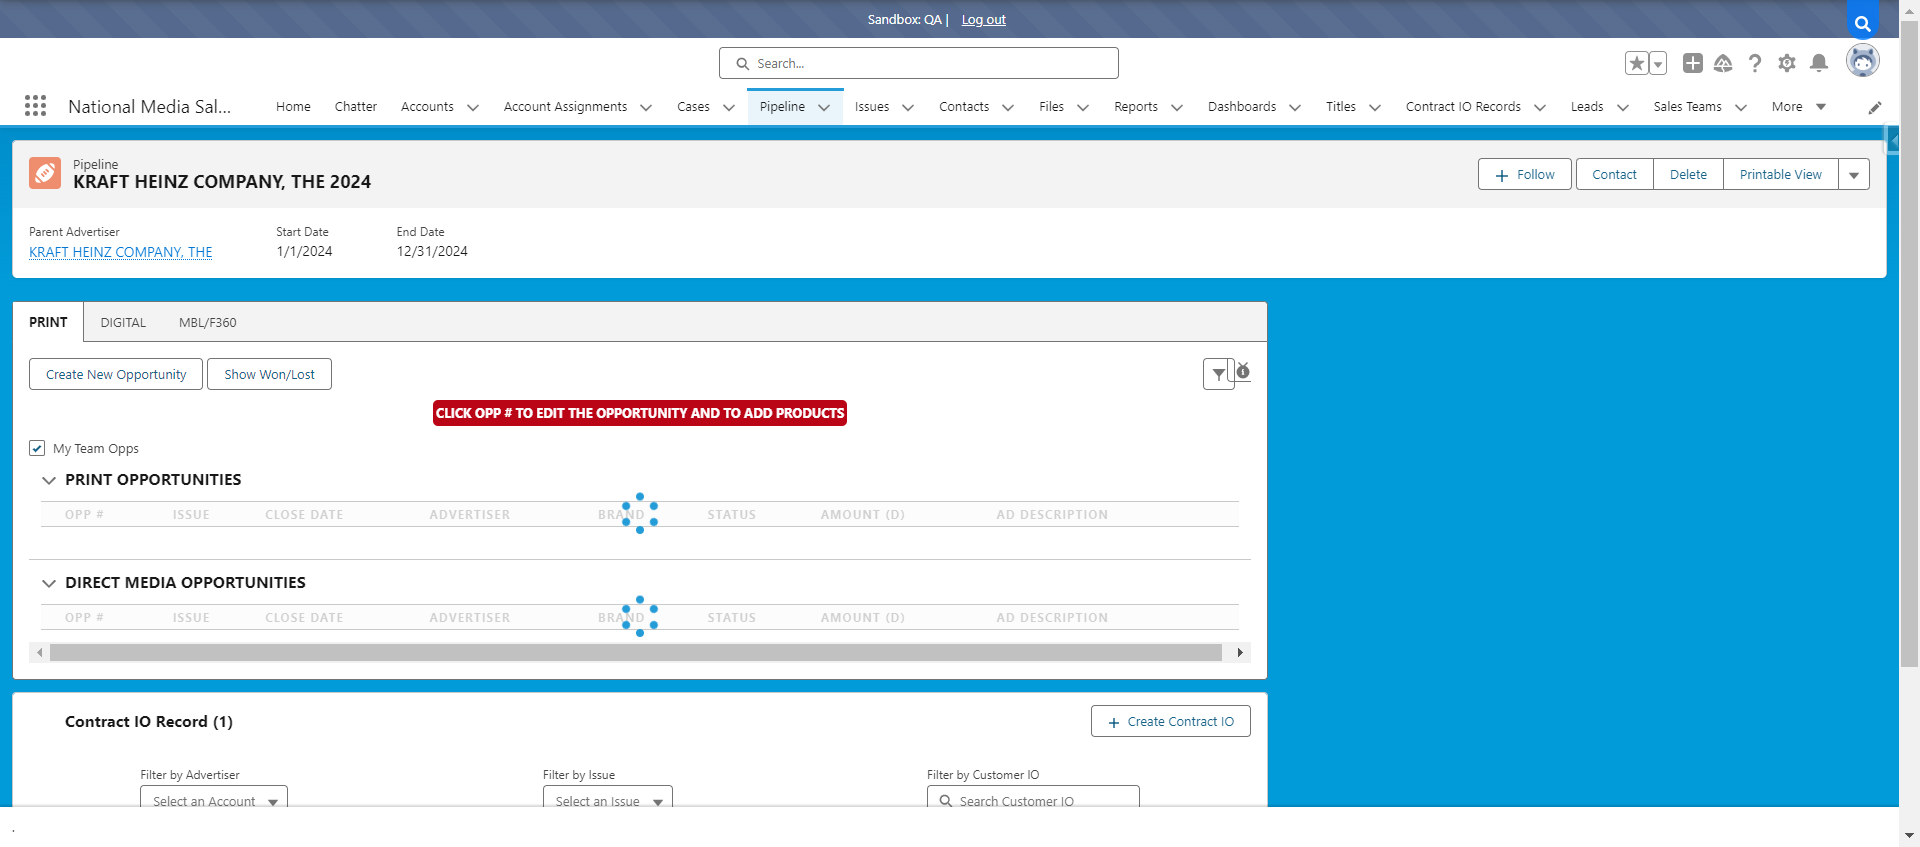 Sandbox: QA | Log out
Search...
National Media Sal...
Home
Chatter
Accounts
Account Assignments
Cases
Pipeline
Issues
Contacts
Files
Reports
Dashboards
Titles
Contract IO Records
Leads
Sales Teams
More
Pipeline
KRAFT HEINZ COMPANY, THE 2024
Follow
Contact
Delete
Printable View
Parent Advertiser
Start Date
End Date
KRAFT HEINZ COMPANY, THE
1/1/2024
12/31/2024
PRINT
DIGITAL
MBL/F360
Create New Opportunity
Show Won/Lost
CLICK OPP # TO EDIT THE OPPORTUNITY AND TO ADD PRODUCTS
My Team Opps
PRINT OPPORTUNITIES
OPP # ISSUE CLOSE DATE ADVERTISER BRAND STATUS AMOUNT (D) AD DESCRIPTION
DIRECT MEDIA OPPORTUNITIES
OPP # ISSUE CLOSE DATE ADVERTISER BRAND STATUS AMOUNT (D) AD DESCRIPTION
Contract IO Record (1)
Create Contract IO
Filter by Advertiser
Filter by Issue
Filter by Customer IO
Select an Account
Select an Issue
Search Customer IO
.